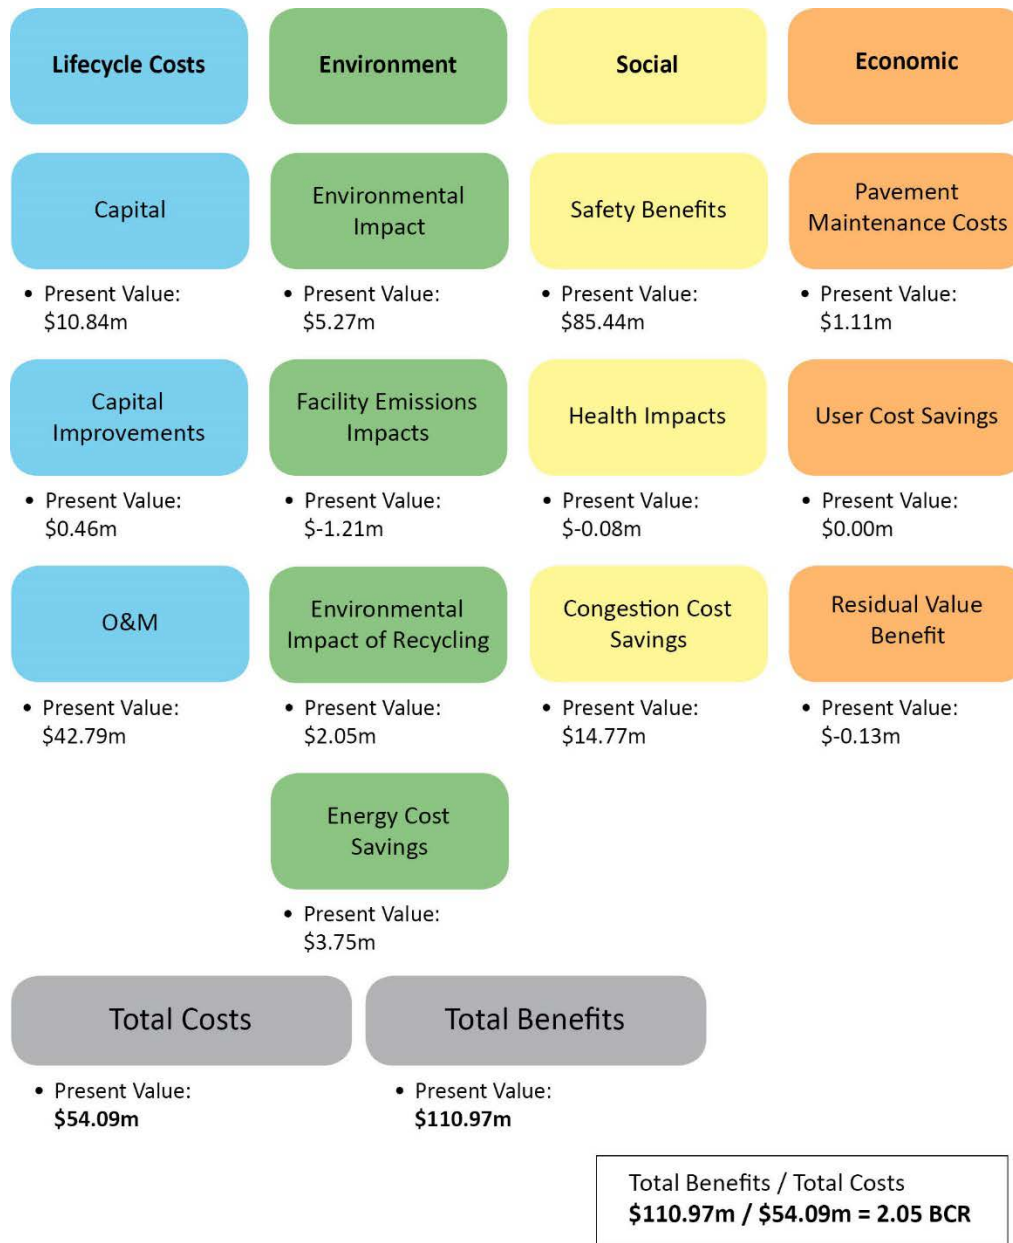 Lifecycle Costs
Environment
Social
Economic
Capital
Environmental
Impact
Safety Benefits
Pavement
Maintenance Costs
• Present Value:
$10.84m
• Present Value:
$5.27m
• Present Value:
$85.44m
• Present Value:
$1.11m
Capital
Improvements
Facility Emissions
Impacts
Health Impacts
User Cost Savings
• Present Value:
$0.46m
• Present Value:
$-1.21m
• Present Value:
$-0.08m
• Present Value:
$0.00m
O&M
Environmental
Impact of Recycling
Congestion Cost
Savings
Residual Value
Benefit
• Present Value:
$42.79m
• Present Value:
$2.05m
• Present Value:
$14.77m
• Present Value:
$-0.13m
Energy Cost
Savings
• Present Value:
$3.75m
Total Costs
Total Benefits
• Present Value:
$54.09m
• Present Value:
$110.97m
Total Benefits / Total Costs
$110.97m / $54.09m = 2.05 BCR